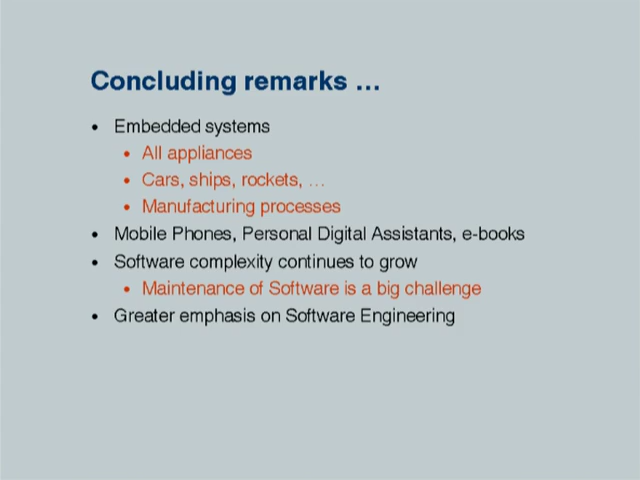 Concluding remarks ...
• Embedded systems
• All appliances
• Cars, ships, rockets, ...
• Manufacturing processes
• Mobile Phones, Personal Digital Assistants, e-books
• Software complexity continues to grow
• Maintenance of Software is a big challenge
• Greater emphasis on Software Engineering